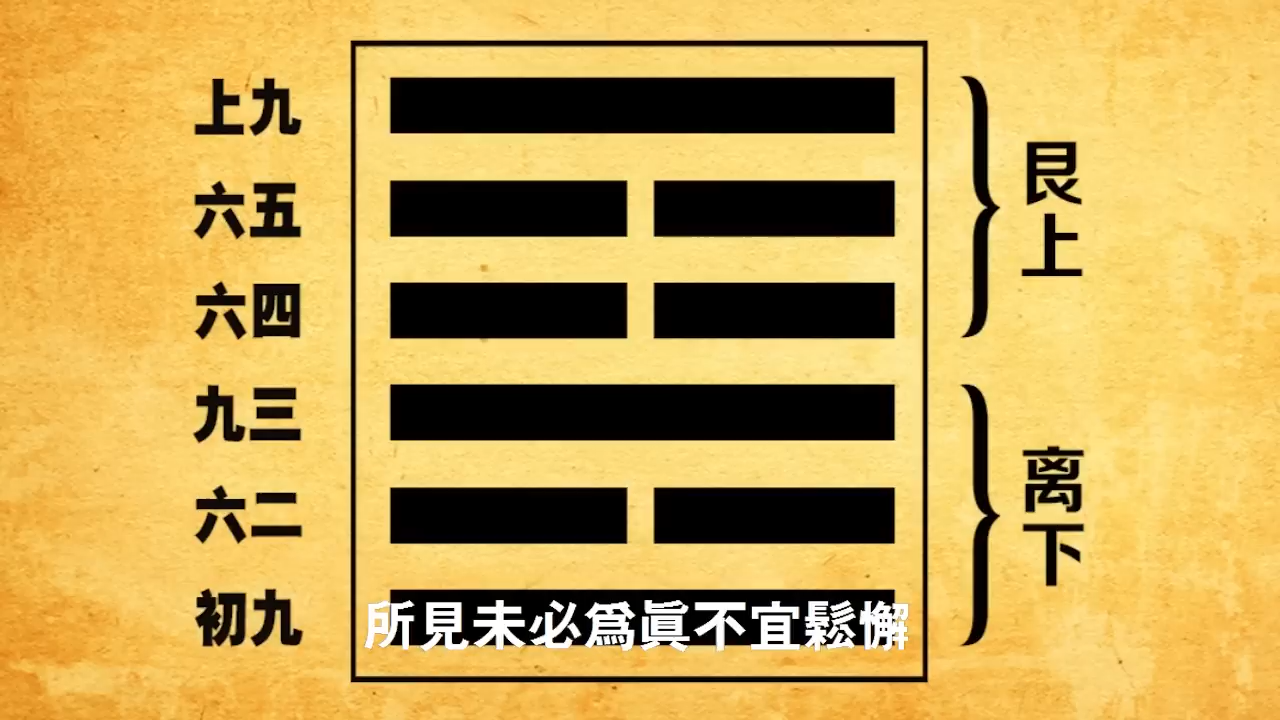 上九
六五
六四
九三
六二
初九
艮上
离下
所見未必爲眞不宜鬆懈